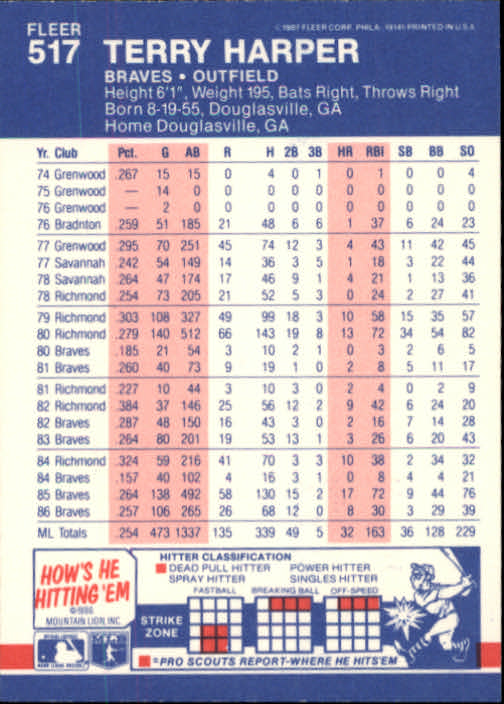 FLEER
517 TERRY HARPER
©1987 FLEER CORP. PHILA. 19141 PRINTED IN U.S.A.
BRAVES • OUTFIELD
Height 6'1", Weight 195, Bats Right, Throws Right
Born 8-19-55, Douglasville, GA
Home Douglasville, GA
Yr. Club Pct. G AB R H 2B 3B HR RBI SB BB SO
74 Grenwood .267 15 15 0 4 0 1 0 1 0 0 4
75 Grenwood — 14 0 0 0 0 0 0 0 0 0 0
76 Grenwood — 2 0 0 0 0 0 0 0 0 0 0
76 Bradnton .259 51 185 21 48 6 6 1 37 6 24 23
77 Grenwood .295 70 251 45 74 12 3 4 43 11 42 45
77 Savannah .242 54 149 14 36 3 5 1 18 3 22 44
78 Savannah .264 47 174 17 46 9 1 4 21 1 13 36
78 Richmond .254 73 205 21 52 5 3 0 24 2 27 41
79 Richmond .303 108 327 49 99 18 3 10 58 15 35 57
80 Richmond .279 140 512 66 143 19 8 13 72 34 54 82
80 Braves .185 21 54 3 10 2 1 0 3 2 6 5
81 Braves .260 40 73 9 19 1 0 2 8 5 11 17
81 Richmond .227 10 44 3 10 3 0 2 4 0 2 9
82 Richmond .384 37 146 25 56 12 2 9 42 6 24 20
82 Braves .287 48 150 16 43 3 0 2 16 7 14 28
83 Braves .264 80 201 19 53 13 1 3 26 6 20 43
84 Richmond .324 59 216 41 70 3 3 10 38 2 34 32
84 Braves .157 40 102 4 16 3 1 0 8 4 4 21
85 Braves .264 138 492 58 130 15 2 17 72 9 44 76
86 Braves .257 106 265 26 68 12 0 8 30 3 29 39
ML Totals .254 473 1337 135 339 49 5 32 163 36 128 229
HOW'S HE
HITTING 'EM
©1986
MOUNTAIN LION, INC
HITTER CLASSIFICATION
DEAD PULL HITTER POWER HITTER
SPRAY HITTER SINGLES HITTER
FASTBALL BREAKING BALL OFF-SPEED
STRIKE
ZONE
= PRO SCOUTS REPORT-WHERE HE HITS'EM